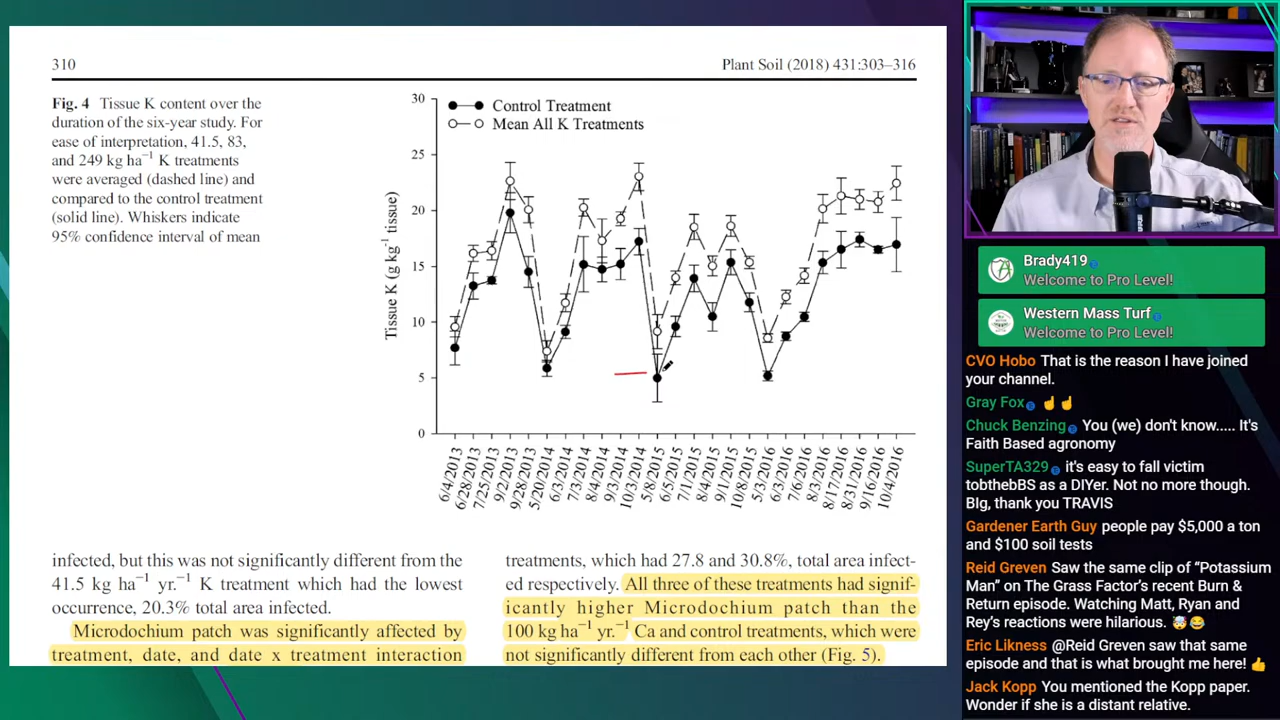 310
Plant Soil (2018) 431:303–316
Fig. 4 Tissue K content over the
duration of the six-year study. For
ease of interpretation, 41.5, 83,
and 249 kg ha−1 K treatments
were averaged (dashed line) and
compared to the control treatment
(solid line). Whiskers indicate
95% confidence interval of mean
Control Treatment
Mean All K Treatments
30
25
20
15
10
5
0
Tissue K (g kg-1 tissue)
6/4/2013
6/28/2013
7/25/2013
9/2/2013
9/28/2013
5/20/2014
6/3/2014
7/3/2014
8/4/2014
9/3/2014
10/3/2014
5/8/2015
6/5/2015
7/1/2015
8/4/2015
9/1/2015
10/8/2015
5/3/2016
6/3/2016
7/6/2016
8/3/2016
8/17/2016
8/31/2016
9/16/2016
10/4/2016
infected, but this was not significantly different from the
41.5 kg ha−1 yr.−1 K treatment which had the lowest
occurrence, 20.3% total area infected.
Microdochium patch was significantly affected by
treatment, date, and date x treatment interaction
treatments, which had 27.8 and 30.8%, total area infect-
ed respectively. All three of these treatments had signif-
icantly higher Microdochium patch than the
100 kg ha−1 yr.−1 Ca and control treatments, which were
not significantly different from each other (Fig. 5).
Brady419
Welcome to Pro Level!
Western Mass Turf
Welcome to Pro Level!
CVO Hobo That is the reason I have joined
your channel.
Gray Fox ☝️☝️
Chuck Benzing You (we) don't know..... It's
Faith Based agronomy
SuperTA329 it's easy to fall victim
tobthebBS as a DIYer. Not no more though.
BIg, thank you TRAVIS
Gardener Earth Guy people pay $5,000 a ton
and $100 soil tests
Reid Greven Saw the same clip of “Potassium
Man” on The Grass Factor’s recent Burn &
Return episode. Watching Matt, Ryan and
Rey’s reactions were hilarious. 🤯😂
Eric Likness @Reid Greven saw that same
episode and that is what brought me here! 👍
Jack Kopp You mentioned the Kopp paper.
Wonder if she is a distant relative.